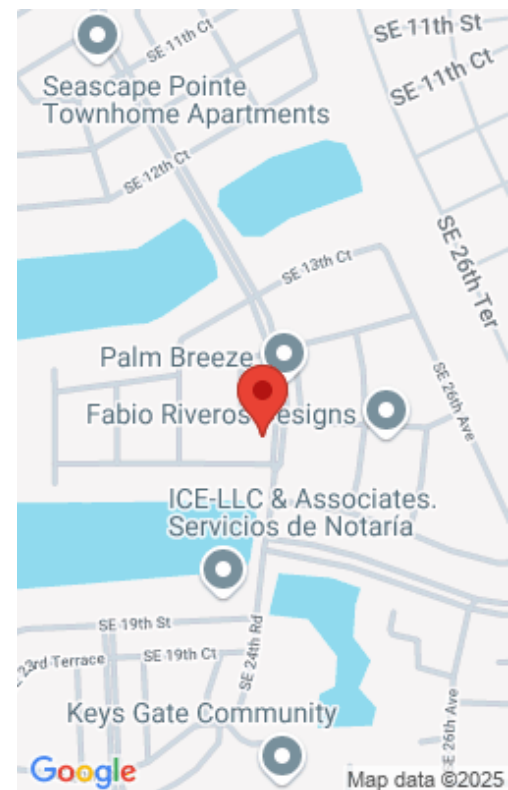 SE 11th Ct
SE 11th St
SE 11th Ct
Seascape Pointe
Townhome Apartments
SE 12th Ct
SE 26th Ter
SE 13th Ct
Palm Breeze
SE 26th Ave
Fabio Riveros Designs
ICE-LLC & Associates.
Servicios de Notaría
SE 19th St
23rd Terrace
SE 19th Ct
SE 24th Rd
SE 26th Ave
Keys Gate Community
Google
Map data ©2025